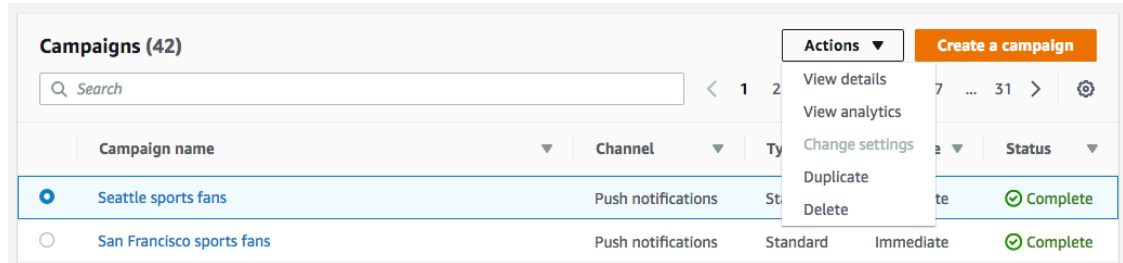 Campaigns (42)
Actions ▼ Create a campaign
Search
< 1 2 7 ... 31 >
View details
View analytics
Change settings
Duplicate
Delete
Campaign name Channel Ty e Status
Seattle sports fans Push notifications St te Complete
San Francisco sports fans Push notifications Standard Immediate Complete